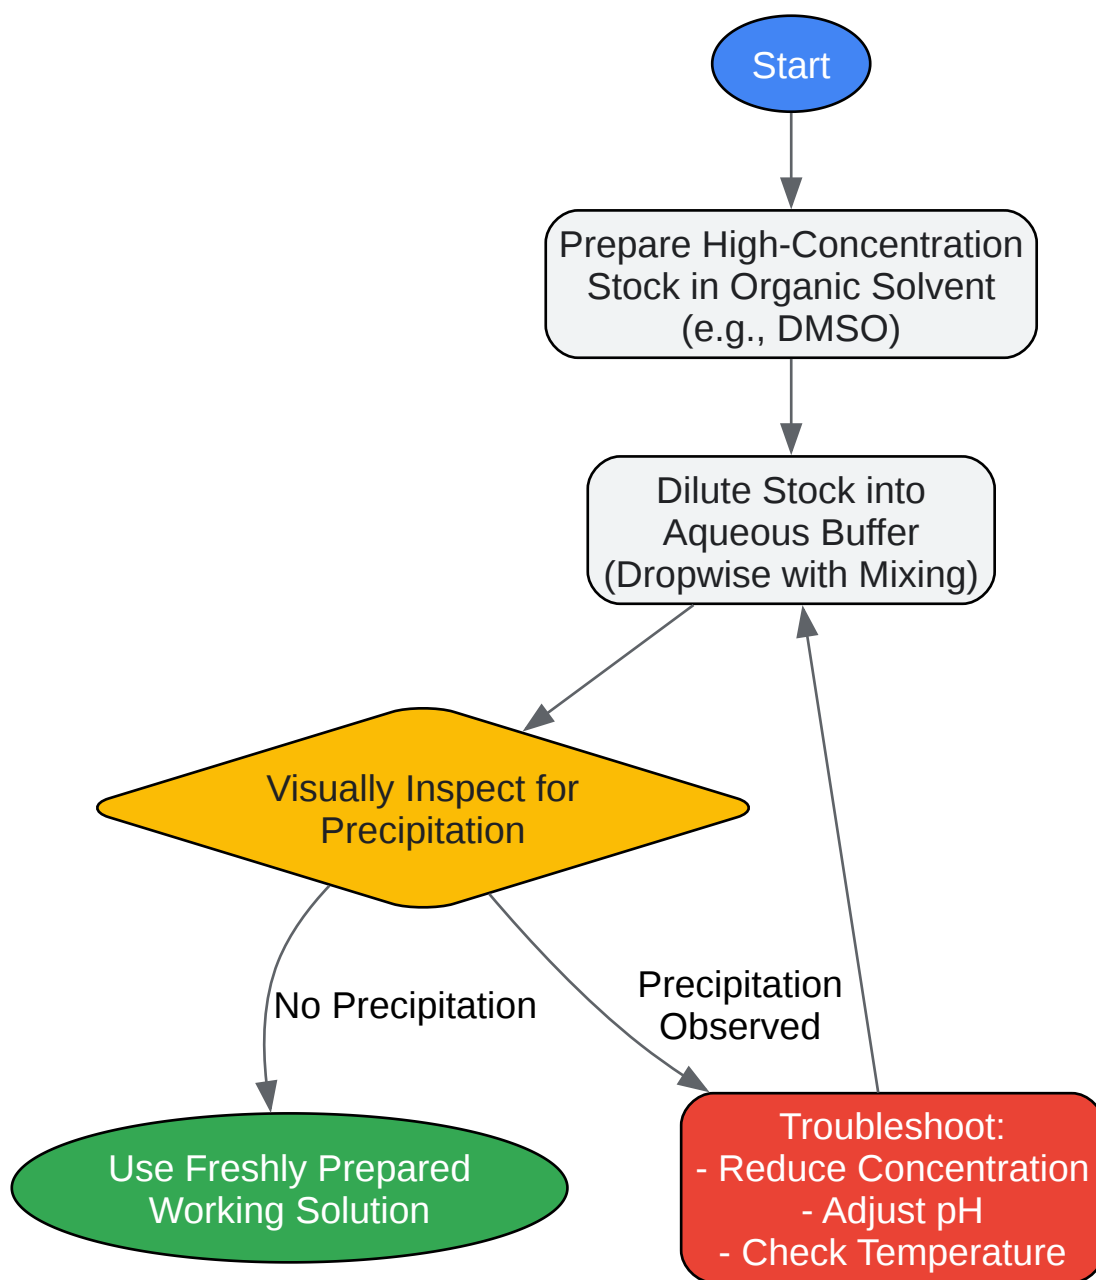 Start
Prepare High-Concentration
Stock in Organic Solvent
(e.g., DMSO)
Dilute Stock into
Aqueous Buffer
(Dropwise with Mixing)
Visually Inspect for
Precipitation
No Precipitation
Precipitation
Observed
Use Freshly Prepared
Working Solution
Troubleshoot:
- Reduce Concentration
- Adjust pH
- Check Temperature